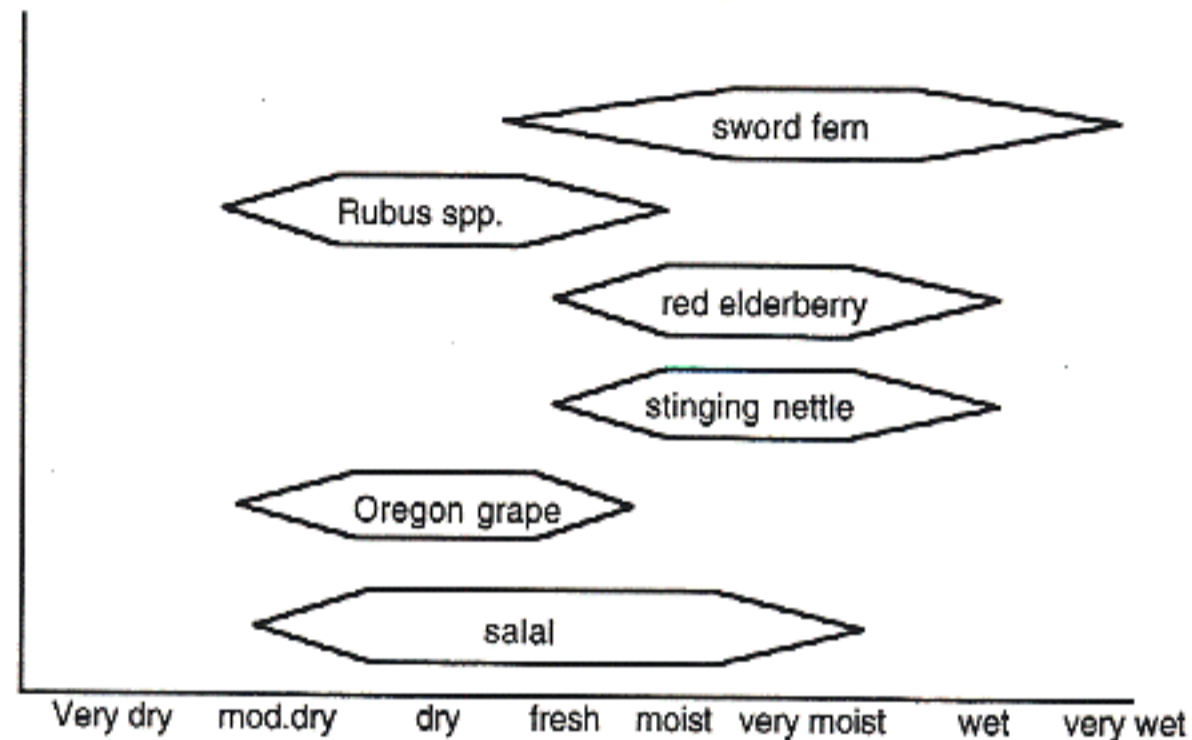 sword fern
Rubus spp.
red elderberry
stinging nettle
Oregon grape
salal
Very dry mod.dry dry fresh moist very moist wet very wet